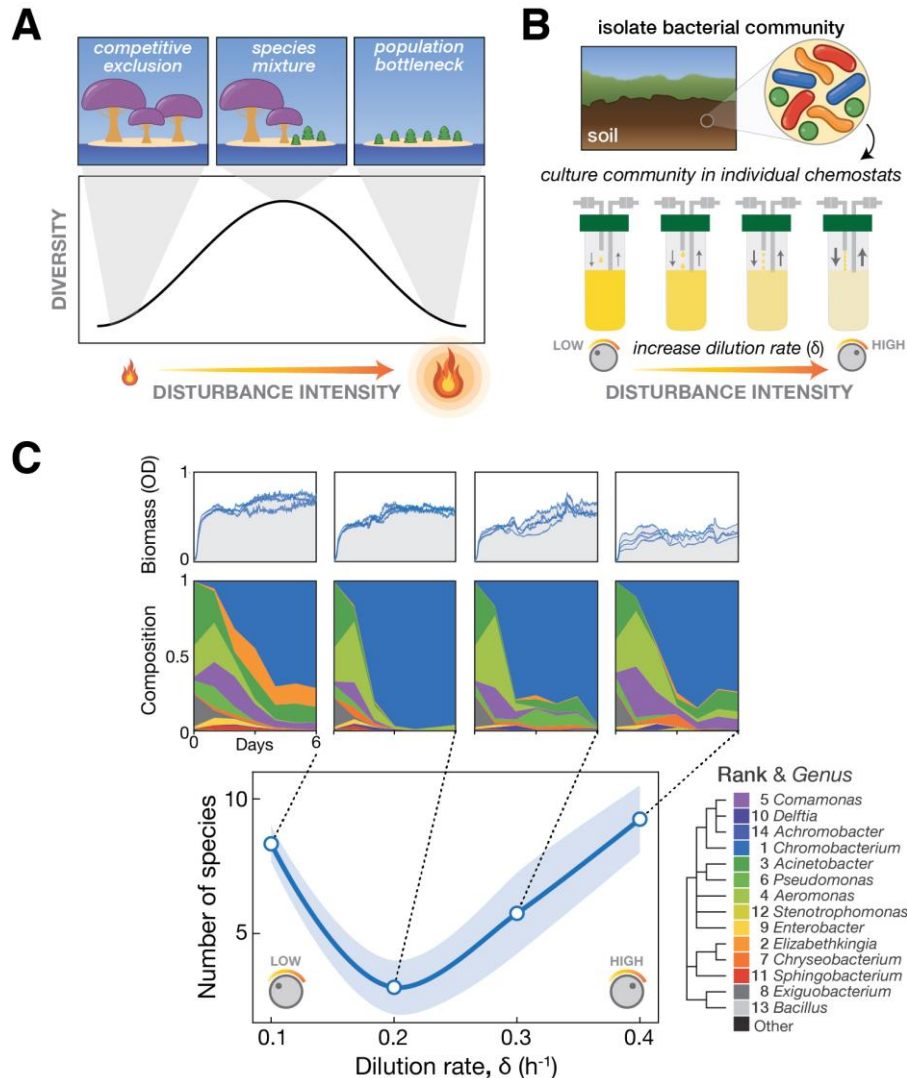 A
competitive
exclusion
species
mixture
population
bottleneck
DIVERSITY
DISTURBANCE INTENSITY
B
isolate bacterial community
soil
culture community in individual chemostats
LOW
increase dilution rate (δ)
HIGH
DISTURBANCE INTENSITY
C
Biomass (OD)
1
0
Composition
1
0.5
0
0
Days
6
Number of species
10
5
LOW
HIGH
0.1
0.2
0.3
0.4
Dilution rate, δ (h⁻¹)
Rank & Genus
5 Comamonas
10 Delftia
14 Achromobacter
1 Chromobacterium
3 Acinetobacter
6 Pseudomonas
4 Aeromonas
12 Stenotrophomonas
9 Enterobacter
2 Elizabethkingia
7 Chryseobacterium
11 Sphingobacterium
8 Exiguobacterium
13 Bacillus
Other